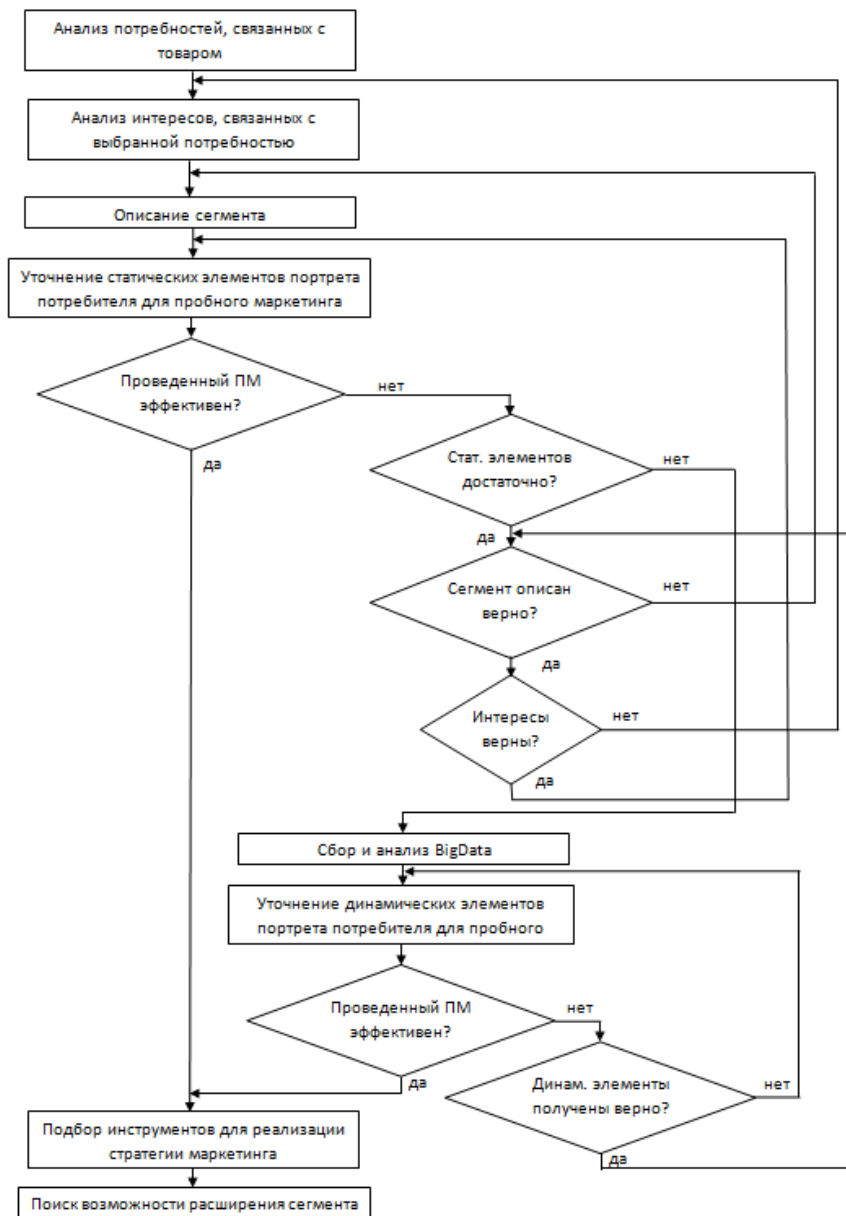 Анализ потребностей, связанных с
товаром
Анализ интересов, связанных с
выбранной потребностью
Описание сегмента
Уточнение статических элементов портрета
потребителя для пробного маркетинга
Проведенный ПМ
эффективен?
нет
да
Стат. элементов
достаточно?
нет
да
Сегмент описан
верно?
нет
да
Интересы
верны?
нет
да
Сбор и анализ BigData
Уточнение динамических элементов
портрета потребителя для пробного
Проведенный ПМ
эффективен?
нет
да
Динам. элементы
получены верно?
нет
да
Подбор инструментов для реализации
стратегии маркетинга
Поиск возможности расширения сегмента